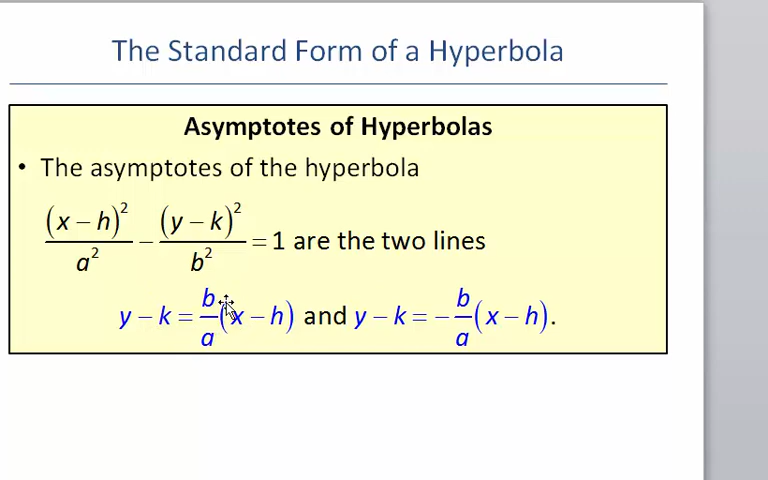 The Standard Form of a Hyperbola
Asymptotes of Hyperbolas
• The asymptotes of the hyperbola
(x – h)²/a² – (y – k)²/b² = 1 are the two lines
y – k = b/a (x – h) and y – k = – b/a (x – h).